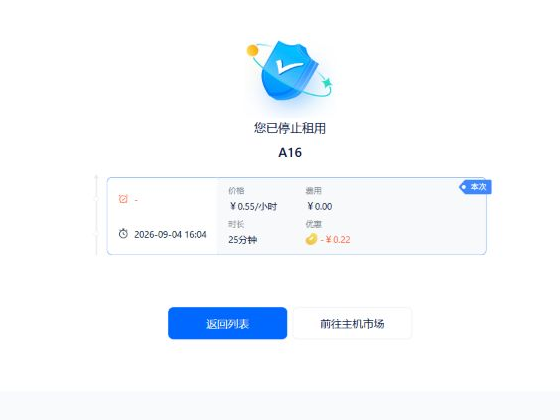 您已停止租用
A16
本次
-
2026-09-04 16:04
价格
￥0.55/小时
费用
￥0.00
时长
25分钟
优惠
-￥0.22
返回列表
前往主机市场